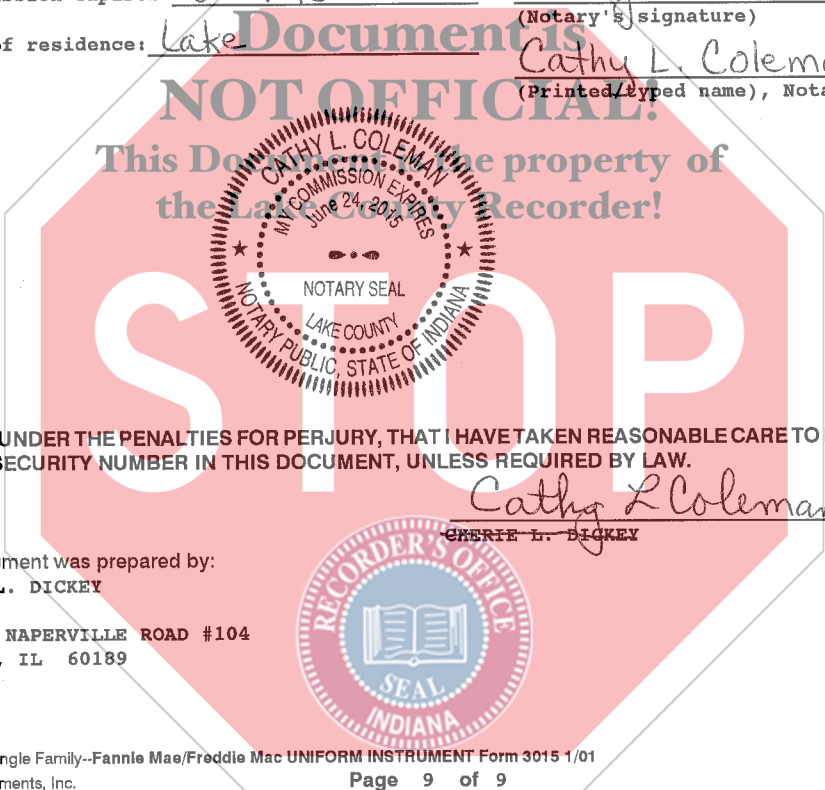 of residence: Lake
(Notary's signature)
Cathy L. Colem
(Printed/typed name), Nota
Document is
NOT OFFICIAL!
This Document is the property of
the Lake County Recorder!
CATHY L. COLEMAN
MY COMMISSION EXPIRES
June 24, 2015
NOTARY SEAL
LAKE COUNTY
NOTARY PUBLIC, STATE OF INDIANA
STOP
UNDER THE PENALTIES FOR PERJURY, THAT I HAVE TAKEN REASONABLE CARE TO
SECURITY NUMBER IN THIS DOCUMENT, UNLESS REQUIRED BY LAW.
Cathy L Coleman
CHERIE L. DICKEY
ment was prepared by:
L. DICKEY
NAPERVILLE ROAD #104
, IL 60189
RECORDER'S OFFICE
SEAL
INDIANA
ngle Family--Fannie Mae/Freddie Mac UNIFORM INSTRUMENT Form 3015 1/01
ments, Inc.
Page 9 of 9